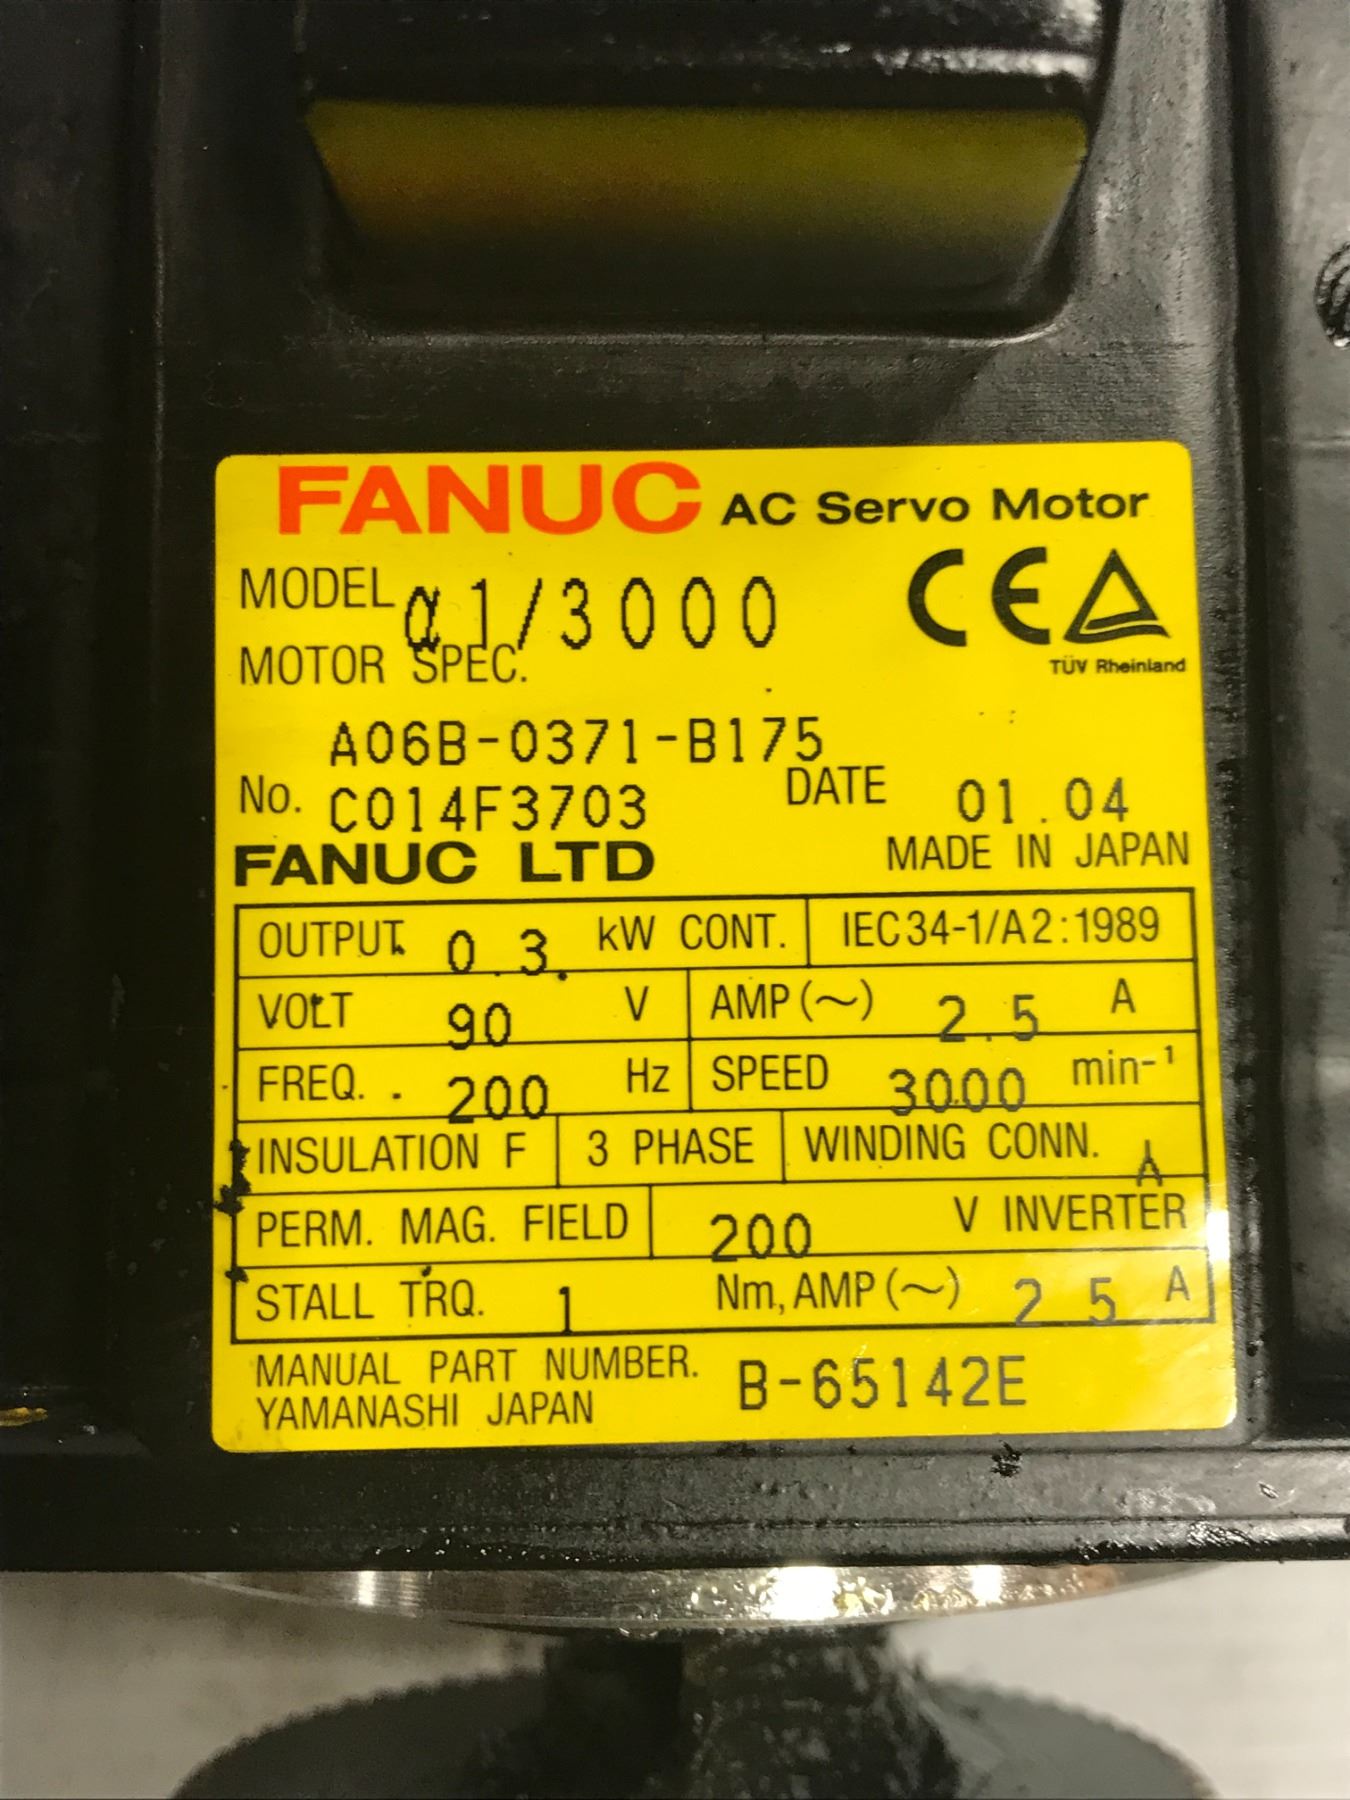 FANUC AC Servo Motor
MODEL α1/3000
CE
TÜV Rheinland
MOTOR SPEC.
A06B-0371-B175
No. C014F3703 DATE 01.04
FANUC LTD MADE IN JAPAN
OUTPUT 0.3 kW CONT. IEC34-1/A2:1989
VOLT 90 V AMP(~) 2.5 A
FREQ. 200 Hz SPEED 3000 min-¹
INSULATION F 3 PHASE WINDING CONN.
PERM. MAG. FIELD 200 V INVERTER
STALL TRQ. 1 Nm, AMP(~) 2.5 A
MANUAL PART NUMBER. B-65142E
YAMANASHI JAPAN